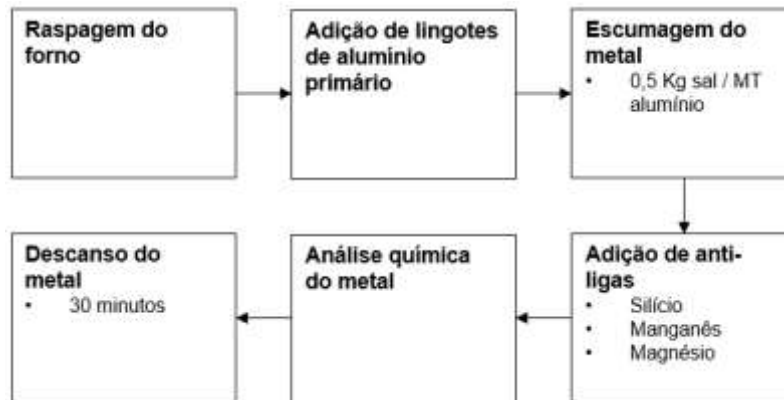 Raspagem do
forno
Adição de lingotes
de alumínio
primário
Escumagem do
metal
• 0,5 Kg sal / MT
alumínio
Descanso do
metal
• 30 minutos
Análise química
do metal
Adição de anti-
ligas
• Silício
• Manganês
• Magnésio